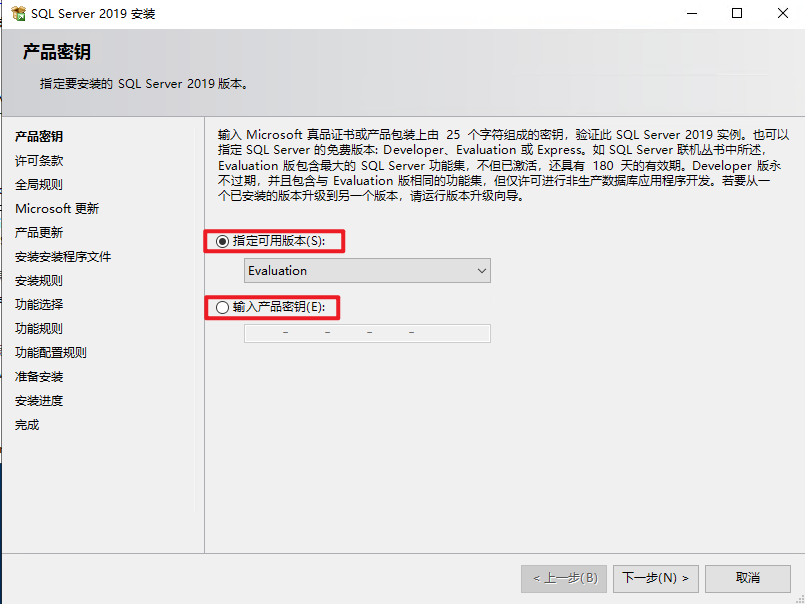 SQL Server 2019 安装
产品密钥
指定要安装的 SQL Server 2019 版本。
产品密钥
许可条款
全局规则
Microsoft 更新
产品更新
安装安装程序文件
安装规则
功能选择
功能规则
功能配置规则
准备安装
安装进度
完成
输入 Microsoft 真品证书或产品包装上由 25 个字符组成的密钥，验证此 SQL Server 2019 实例。也可以
指定 SQL Server 的免费版本: Developer、Evaluation 或 Express。如 SQL Server 联机丛书中所述，
Evaluation 版包含最大的 SQL Server 功能集，不但已激活，还具有 180 天的有效期。Developer 版永
不过期，并且包含与 Evaluation 版相同的功能集，但仅许可进行非生产数据库应用程序开发。若要从一
个已安装的版本升级到另一个版本，请运行版本升级向导。
指定可用版本(S):
Evaluation
输入产品密钥(E):
- - - -
< 上一步(B)
下一步(N) >
取消